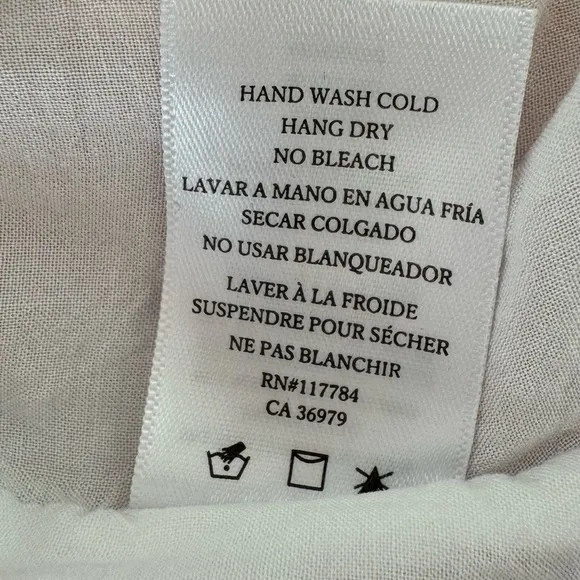 HAND WASH COLD
HANG DRY
NO BLEACH
LAVAR A MANO EN AGUA FRÍA
SECAR COLGADO
NO USAR BLANQUEADOR
LAVER À LA FROIDE
SUSPENDRE POUR SÉCHER
NE PAS BLANCHIR
RN#117784
CA 36979